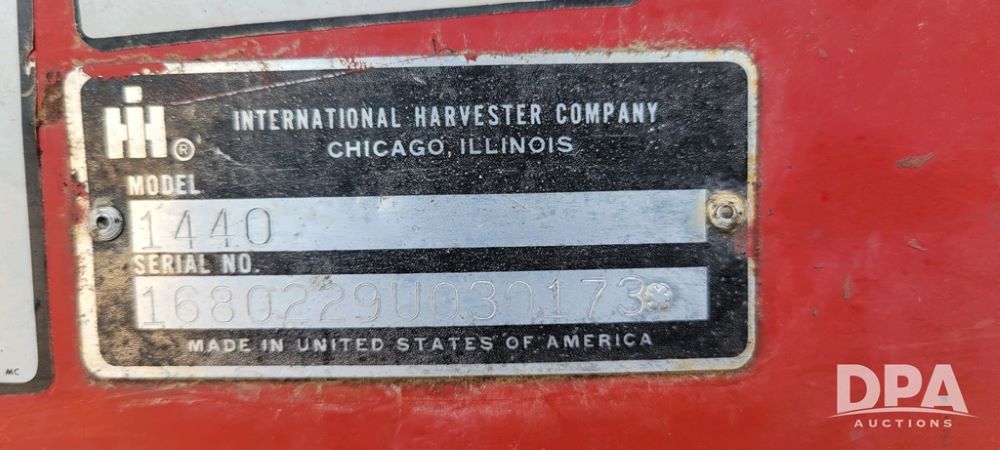 IH®
INTERNATIONAL HARVESTER COMPANY
CHICAGO, ILLINOIS
MODEL
1440
SERIAL NO.
1680229U030173
MADE IN UNITED STATES OF AMERICA
MC
DPA
AUCTIONS